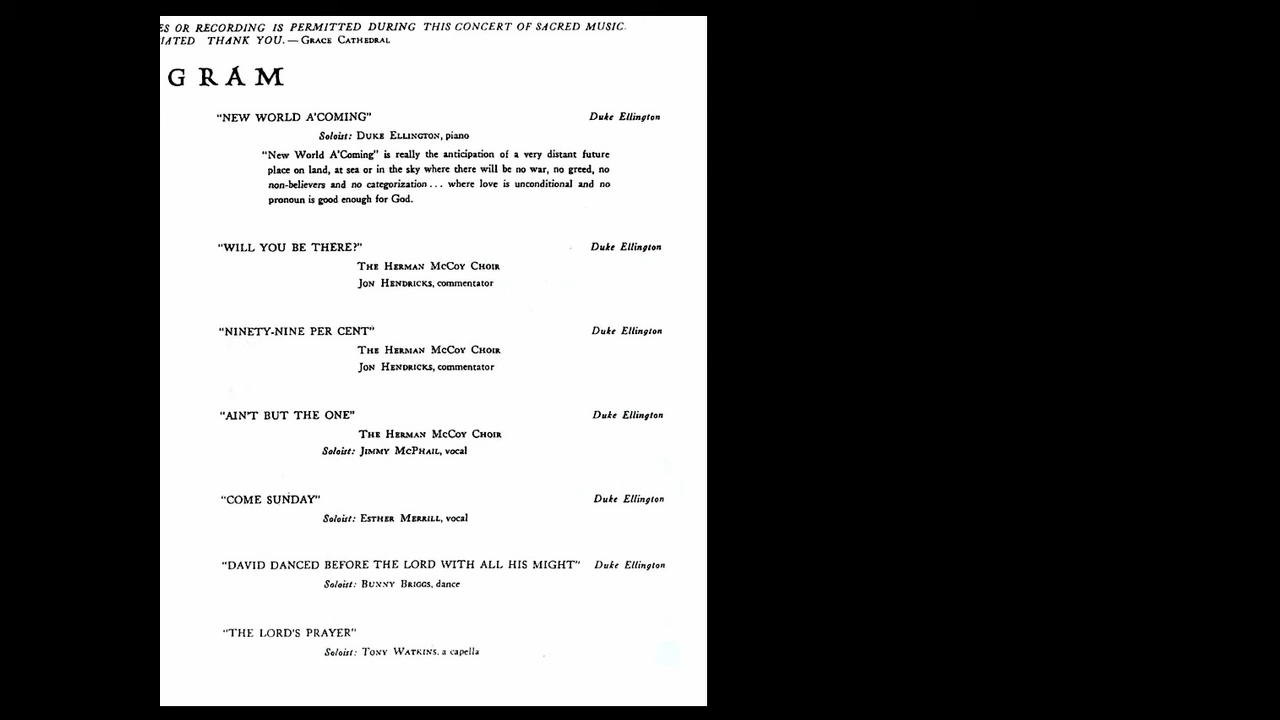 ES OR RECORDING IS PERMITTED DURING THIS CONCERT OF SACRED MUSIC.
IATED THANK YOU.—GRACE CATHEDRAL
GRAM
"NEW WORLD A'COMING" Duke Ellington
Soloist: DUKE ELLINGTON, piano
"New World A'Coming" is really the anticipation of a very distant future
place on land, at sea or in the sky where there will be no war, no greed, no
non-believers and no categorization... where love is unconditional and no
pronoun is good enough for God.
"WILL YOU BE THERE?" Duke Ellington
THE HERMAN MCCOY CHOIR
JON HENDRICKS, commentator
"NINETY-NINE PER CENT" Duke Ellington
THE HERMAN MCCOY CHOIR
JON HENDRICKS, commentator
"AIN'T BUT THE ONE" Duke Ellington
THE HERMAN MCCOY CHOIR
Soloist: JIMMY MCPHAIL, vocal
"COME SUNDAY" Duke Ellington
Soloist: ESTHER MERRILL, vocal
"DAVID DANCED BEFORE THE LORD WITH ALL HIS MIGHT" Duke Ellington
Soloist: BUNNY BRIGGS, dance
"THE LORD'S PRAYER"
Soloist: TONY WATKINS, a capella